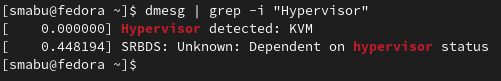 [smabu@fedora ~]$ dmesg | grep -i "Hypervisor"
[    0.000000] Hypervisor detected: KVM
[    0.448194] SRBDS: Unknown: Dependent on hypervisor status
[smabu@fedora ~]$